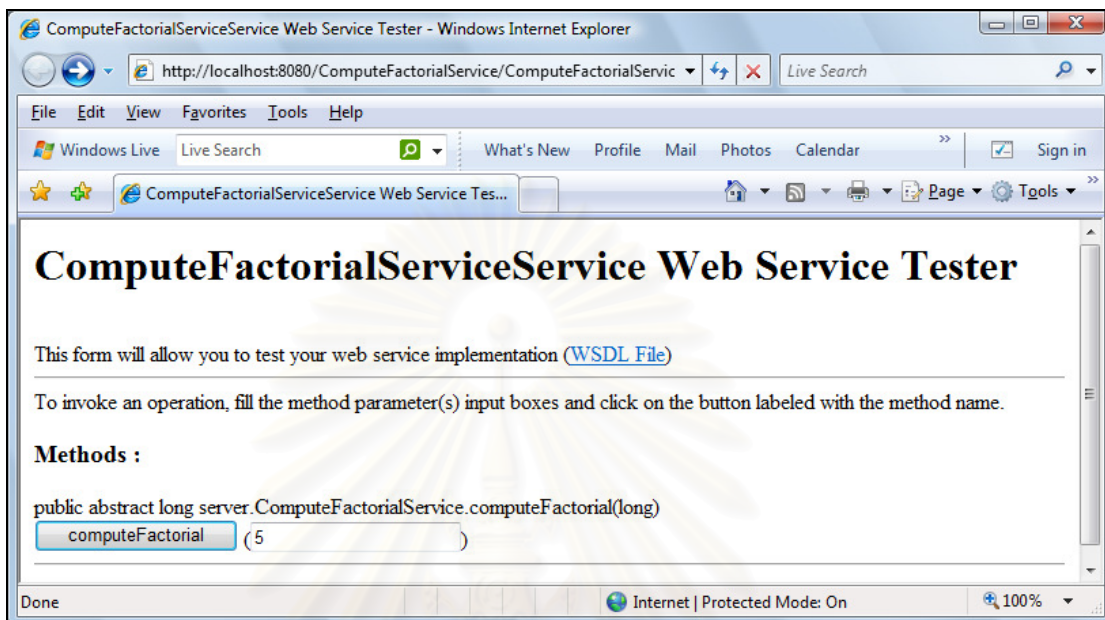 ComputeFactorialServiceService Web Service Tester - Windows Internet Explorer
http://localhost:8080/ComputeFactorialService/ComputeFactorialServic
Live Search
File Edit View Favorites Tools Help
Windows Live Live Search What's New Profile Mail Photos Calendar » Sign in
ComputeFactorialServiceService Web Service Tes... Page Tools »
ComputeFactorialServiceService Web Service Tester
This form will allow you to test your web service implementation (WSDL File)
To invoke an operation, fill the method parameter(s) input boxes and click on the button labeled with the method name.
Methods :
public abstract long server.ComputeFactorialService.computeFactorial(long)
computeFactorial (5)
Done Internet | Protected Mode: On 100%